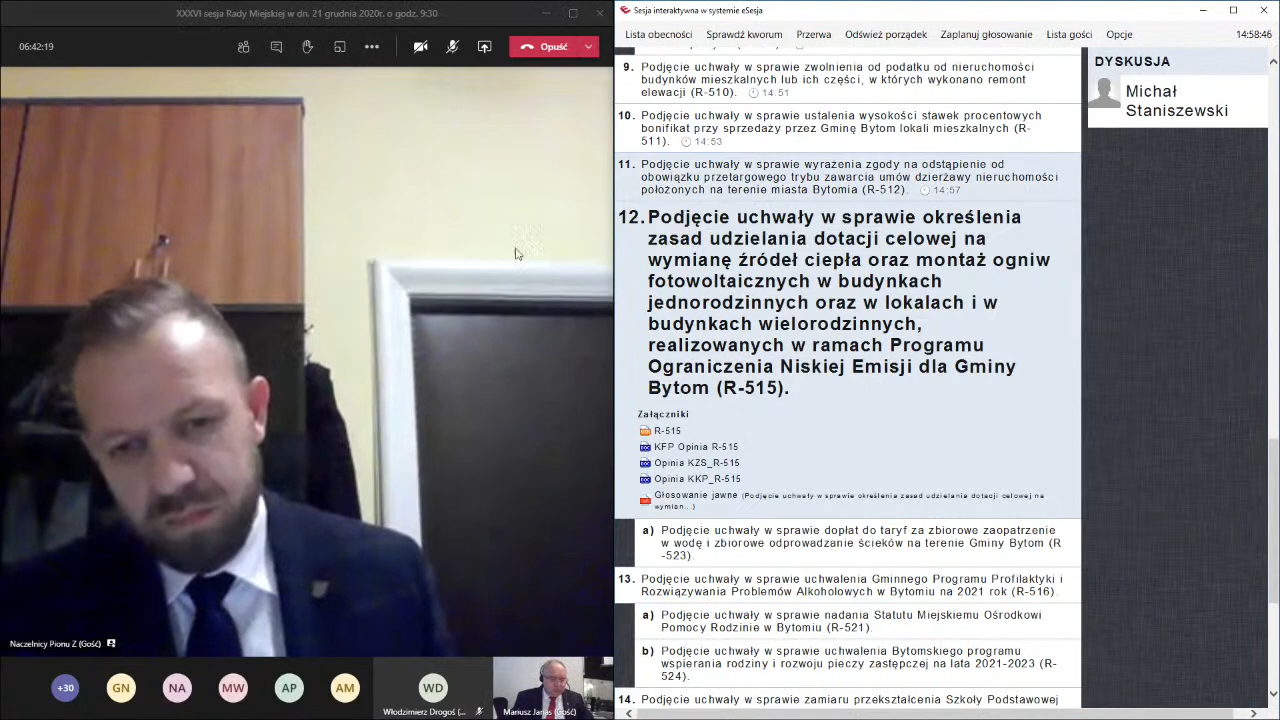 XXXVI sesja Rady Miejskiej w dn. 21 grudnia 2020r. o godz. 9:30
06:42:19
Opuść
Naczelnicy Pionu Z (Gość)
+30
GN
NA
MW
AP
AM
WD
Włodzimierz Drogoś (...
Mariusz Janas (Gość)
Sesja interaktywna w systemie eSesja
Lista obecności
Sprawdź kworum
Przerwa
Odśwież porządek
Zaplanuj głosowanie
Lista gości
Opcje
14:58:46
9. Podjęcie uchwały w sprawie zwolnienia od podatku od nieruchomości
budynków mieszkalnych lub ich części, w których wykonano remont
elewacji (R-510). 14:51
10. Podjęcie uchwały w sprawie ustalenia wysokości stawek procentowych
bonifikat przy sprzedaży przez Gminę Bytom lokali mieszkalnych (R-
511). 14:53
11. Podjęcie uchwały w sprawie wyrażenia zgody na odstąpienie od
obowiązku przetargowego trybu zawarcia umów dzierżawy nieruchomości
położonych na terenie miasta Bytomia (R-512). 14:57
12. Podjęcie uchwały w sprawie określenia
zasad udzielania dotacji celowej na
wymianę źródeł ciepła oraz montaż ogniw
fotowoltaicznych w budynkach
jednorodzinnych oraz w lokalach i w
budynkach wielorodzinnych,
realizowanych w ramach Programu
Ograniczenia Niskiej Emisji dla Gminy
Bytom (R-515).
Załączniki
R-515
KFP Opinia R-515
Opinia KZS_R-515
Opinia KKP_R-515
Głosowanie jawne (Podjęcie uchwały w sprawie określenia zasad udzielania dotacji celowej na
wymian...)
a) Podjęcie uchwały w sprawie dopłat do taryf za zbiorowe zaopatrzenie
w wodę i zbiorowe odprowadzanie ścieków na terenie Gminy Bytom (R
-523).
13. Podjęcie uchwały w sprawie uchwalenia Gminnego Programu Profilaktyki i
Rozwiązywania Problemów Alkoholowych w Bytomiu na 2021 rok (R-516).
a) Podjęcie uchwały w sprawie nadania Statutu Miejskiemu Ośrodkowi
Pomocy Rodzinie w Bytomiu (R-521).
b) Podjęcie uchwały w sprawie uchwalenia Bytomskiego programu
wspierania rodziny i rozwoju pieczy zastępczej na lata 2021-2023 (R-
524).
14. Podjęcie uchwały w sprawie zamiaru przekształcenia Szkoły Podstawowej
DYSKUSJA
Michał
Staniszewski